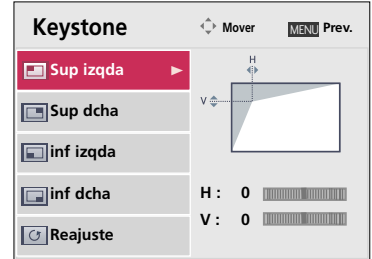 Keystone
Mover
MENU Prev.
Sup izqda
Sup dcha
inf izqda
inf dcha
Reajuste
H
V
H : 0
V : 0